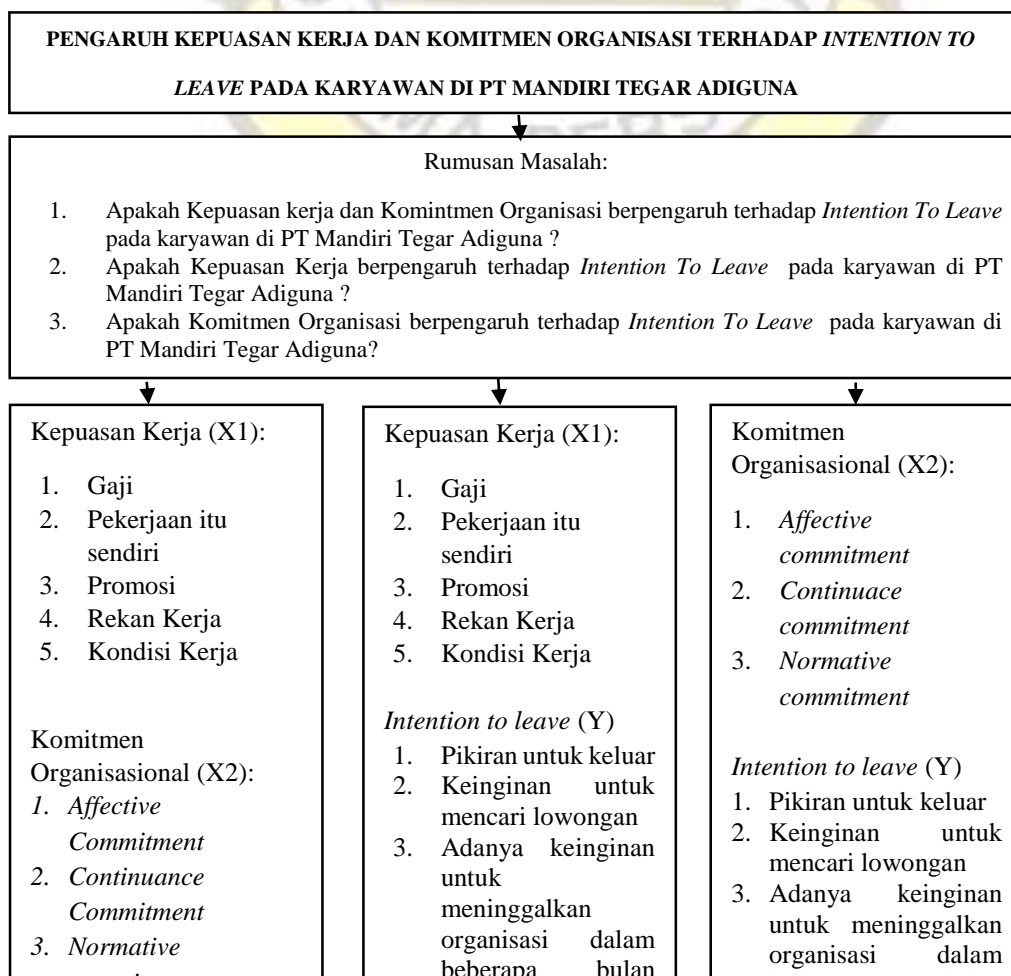 PENGARUH KEPUASAN KERJA DAN KOMITMEN ORGANISASI TERHADAP INTENTION TO
LEAVE PADA KARYAWAN DI PT MANDIRI TEGAR ADIGUNA
Rumusan Masalah:
1. Apakah Kepuasan kerja dan Komintmen Organisasi berpengaruh terhadap Intention To Leave
pada karyawan di PT Mandiri Tegar Adiguna ?
2. Apakah Kepuasan Kerja berpengaruh terhadap Intention To Leave pada karyawan di PT
Mandiri Tegar Adiguna ?
3. Apakah Komitmen Organisasi berpengaruh terhadap Intention To Leave pada karyawan di
PT Mandiri Tegar Adiguna?
Kepuasan Kerja (X1):
1. Gaji
2. Pekerjaan itu
sendiri
3. Promosi
4. Rekan Kerja
5. Kondisi Kerja
Komitmen
Organisasional (X2):
1. Affective
Commitment
2. Continuance
Commitment
3. Normative
Kepuasan Kerja (X1):
1. Gaji
2. Pekerjaan itu
sendiri
3. Promosi
4. Rekan Kerja
5. Kondisi Kerja
Intention to leave (Y)
1. Pikiran untuk keluar
2. Keinginan untuk
mencari lowongan
3. Adanya keinginan
untuk
meninggalkan
organisasi dalam
beberapa bulan
Komitmen
Organisasional (X2):
1. Affective
commitment
2. Continuace
commitment
3. Normative
commitment
Intention to leave (Y)
1. Pikiran untuk keluar
2. Keinginan untuk
mencari lowongan
3. Adanya keinginan
untuk meninggalkan
organisasi dalam